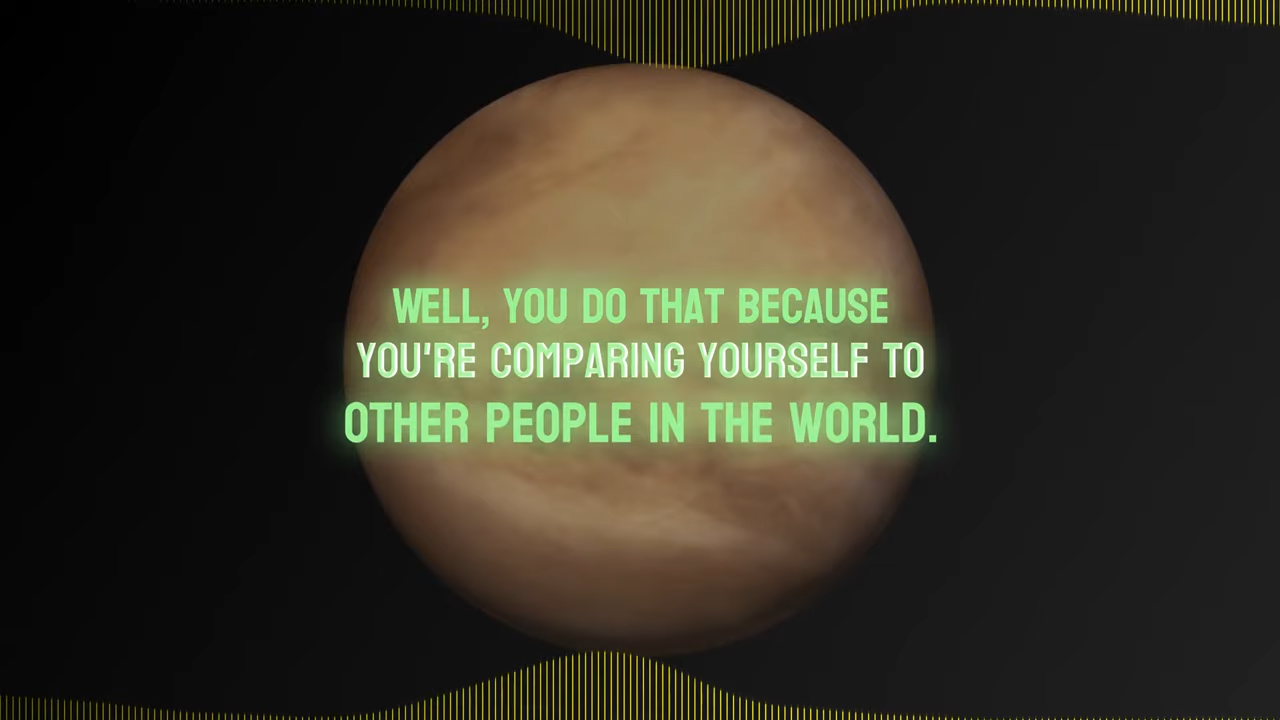 WELL, YOU DO THAT BECAUSE
YOU'RE COMPARING YOURSELF TO
OTHER PEOPLE IN THE WORLD.